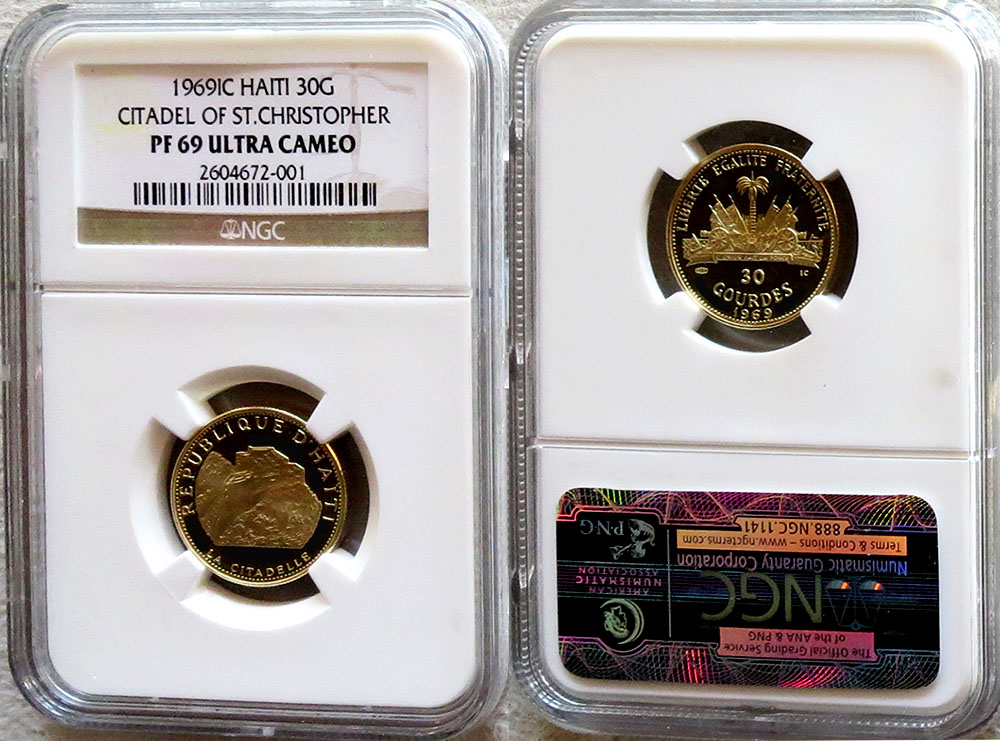 1969IC HAITI 30G
CITADEL OF ST.CHRISTOPHER
PF 69 ULTRA CAMEO
2604672-001
NGC
REPUBLIQUE D'HAITI
LA CITADELLE
LIBERTE EGALITE FRATERNITE
IC
30
GOURDES
1969
The Official Grading Service
of the ANA & PNG
NGC
Numismatic Guaranty Corporation
Terms & Conditions – www.ngcterms.com
888.NGC.1141
AMERICAN
NUMISMATIC
ASSOCIATION
P·N·G